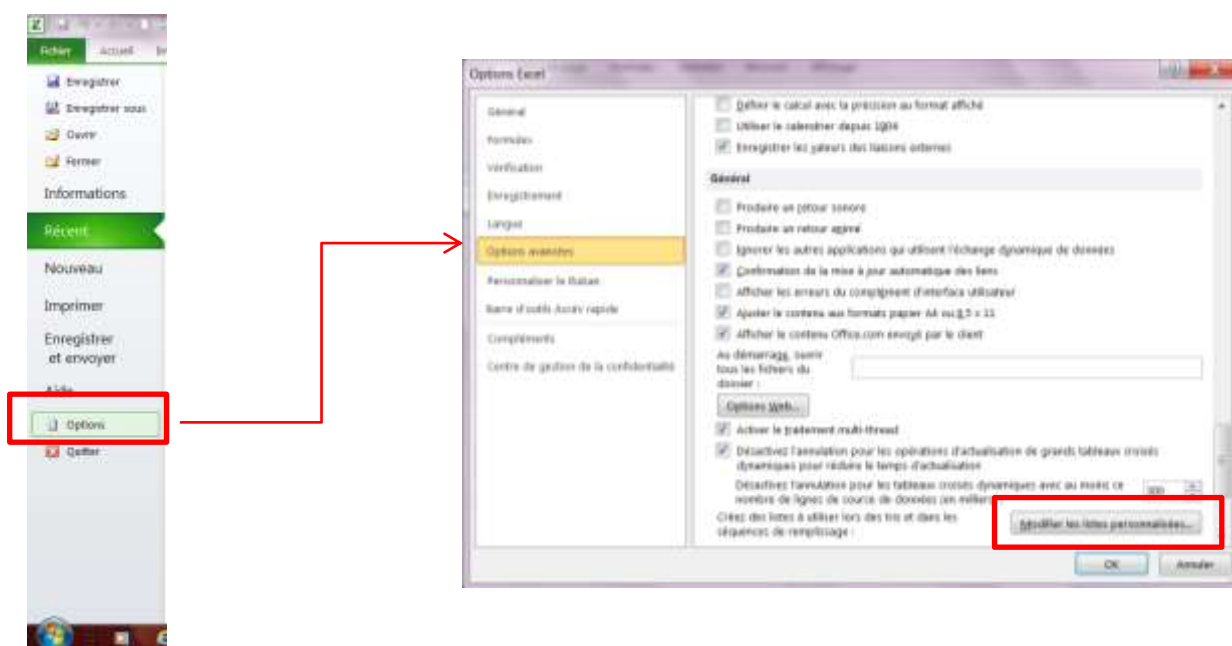 Fichier Accueil
Enregistrer
Enregistrer sous
Ouvrir
Fermer
Informations
Récent
Nouveau
Imprimer
Enregistrer
et envoyer
Aide
Options
Quitter
Options Excel
Général
Formules
Vérification
Enregistrement
Langue
Options avancées
Personnaliser le Ruban
Barre d'outils Accès rapide
Compléments
Centre de gestion de la confidentialité
Définir le calcul avec la précision au format affiché
Utiliser le calendrier depuis 1904
Enregistrer les valeurs des liaisons externes
Général
Produire un retour sonore
Produire un retour animé
Ignorer les autres applications qui utilisent l'échange dynamique de données
Confirmation de la mise à jour automatique des liens
Afficher les erreurs du complément d'interface utilisateur
Ajuster le contenu aux formats papier A4 ou 8,5 x 11
Afficher le contenu Office.com envoyé par le client
Au démarrage, ouvrir
tous les fichiers du
dossier :
Options Web...
Activer le traitement multi-thread
Désactivez l'annulation pour les opérations d'actualisation de grands tableaux croisés
dynamiques pour réduire le temps d'actualisation
Désactivez l'annulation pour les tableaux croisés dynamiques avec au moins ce
nombre de lignes de source de données (en milliers)
300
Créez des listes à utiliser lors des tris et dans les
séquences de remplissage :
Modifier les listes personnalisées...
OK Annuler